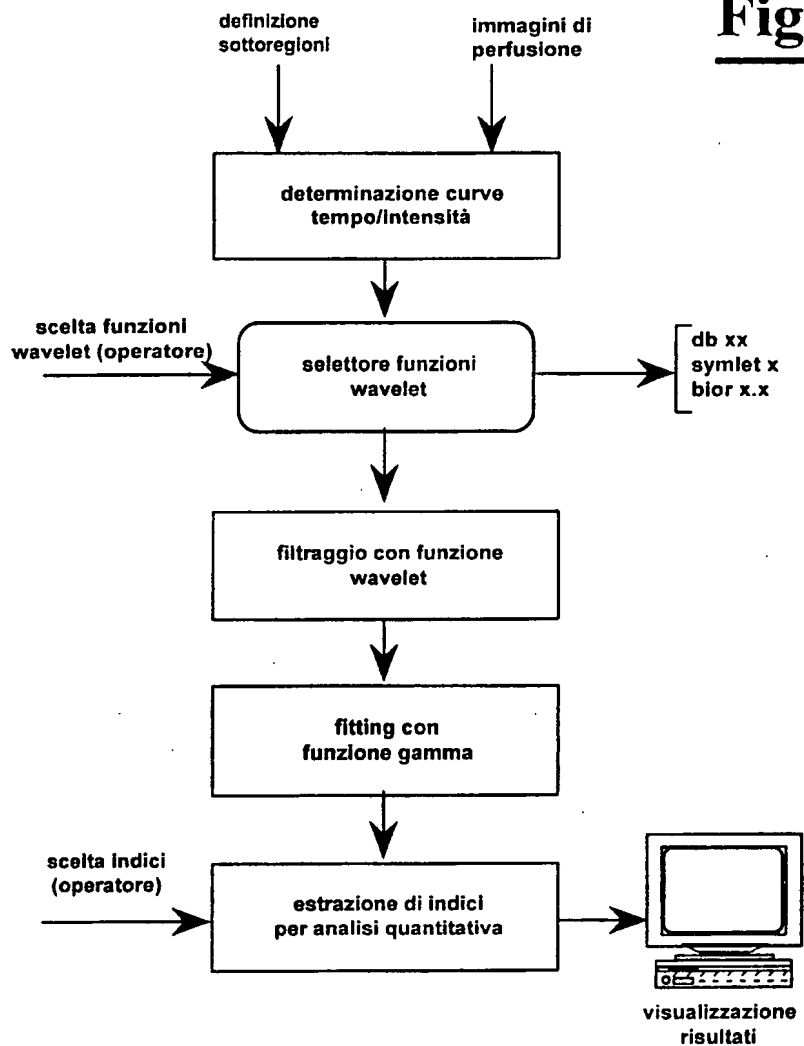 Fig
definizione
sottoregioni
immagini di
perfusione
determinazione curve
tempo/intensità
scelta funzioni
wavelet (operatore)
selettore funzioni
wavelet
db xx
symlet x
bior x.x
filtraggio con funzione
wavelet
fitting con
funzione gamma
scelta indici
(operatore)
estrazione di indici
per analisi quantitativa
visualizzazione
risultati